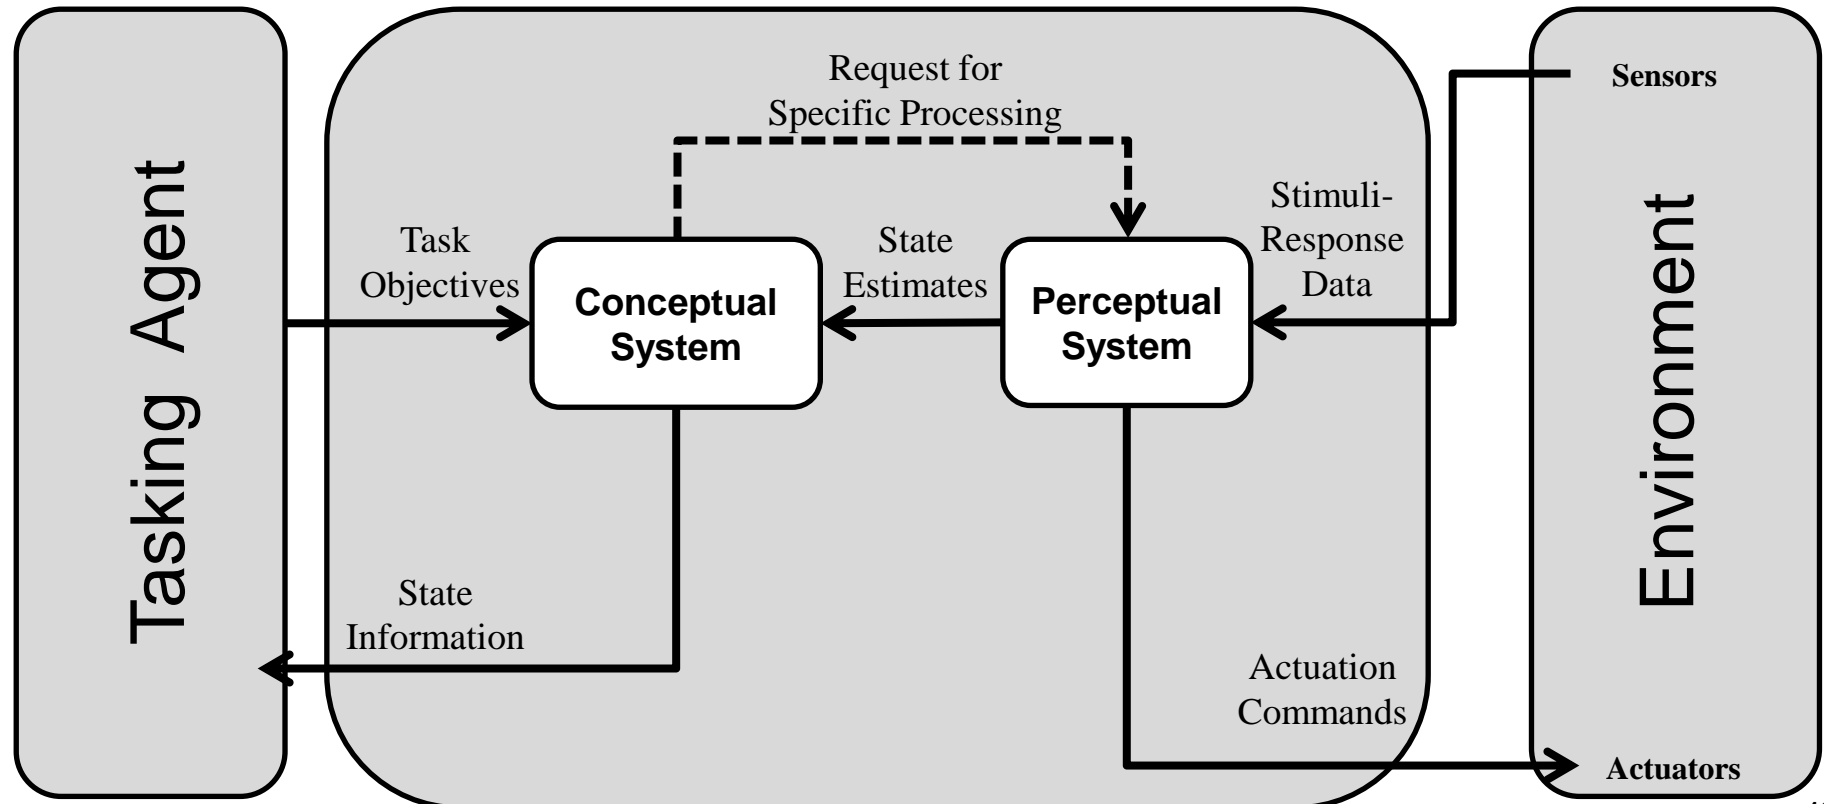 Tasking Agent
Request for
Specific Processing
Task
Objectives
Conceptual
System
State
Estimates
Perceptual
System
Stimuli-
Response
Data
State
Information
Actuation
Commands
Sensors
Environment
Actuators